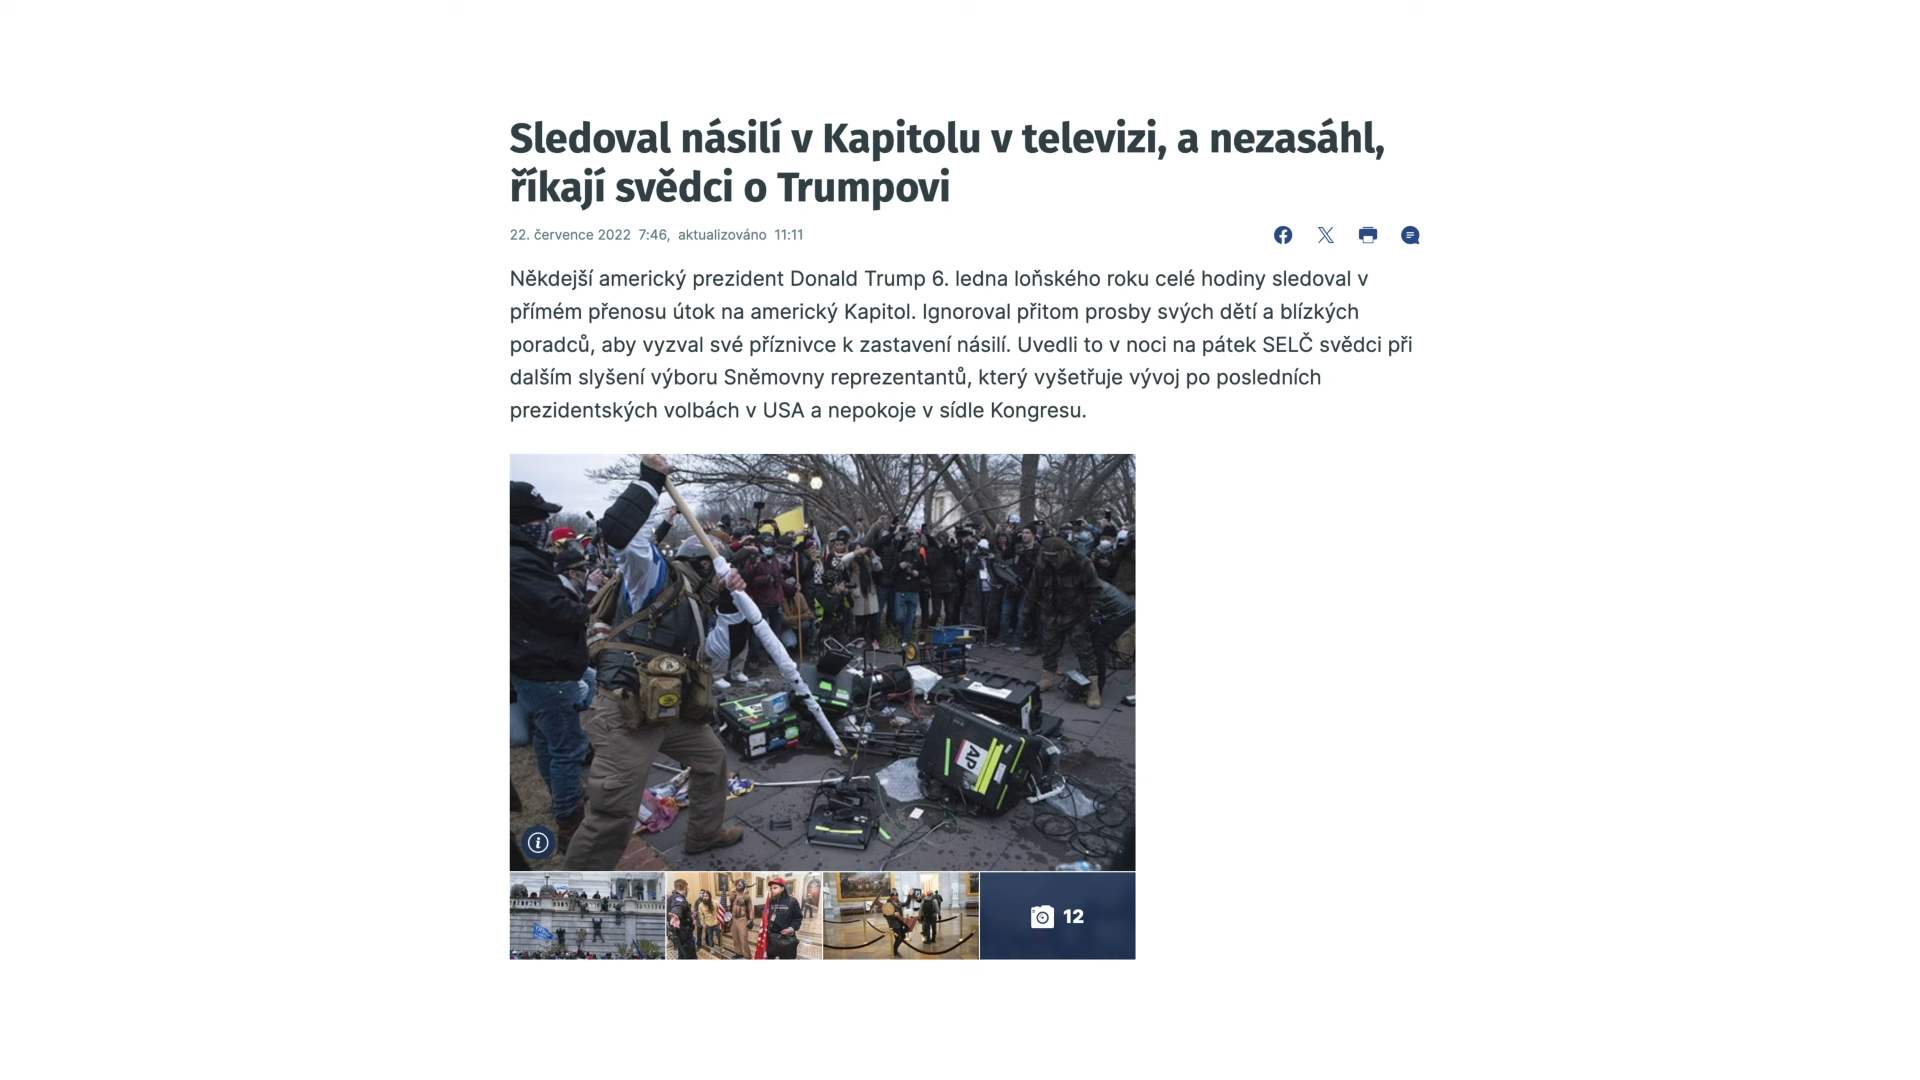 Sledoval násilí v Kapitolu v televizi, a nezasáhl,
říkají svědci o Trumpovi
22. července 2022 7:46, aktualizováno 11:11
Někdejší americký prezident Donald Trump 6. ledna loňského roku celé hodiny sledoval v
přímém přenosu útok na americký Kapitol. Ignoroval přitom prosby svých dětí a blízkých
poradců, aby vyzval své příznivce k zastavení násilí. Uvedli to v noci na pátek SELČ svědci při
dalším slyšení výboru Sněmovny reprezentantů, který vyšetřuje vývoj po posledních
prezidentských volbách v USA a nepokoje v sídle Kongresu.
AP
12